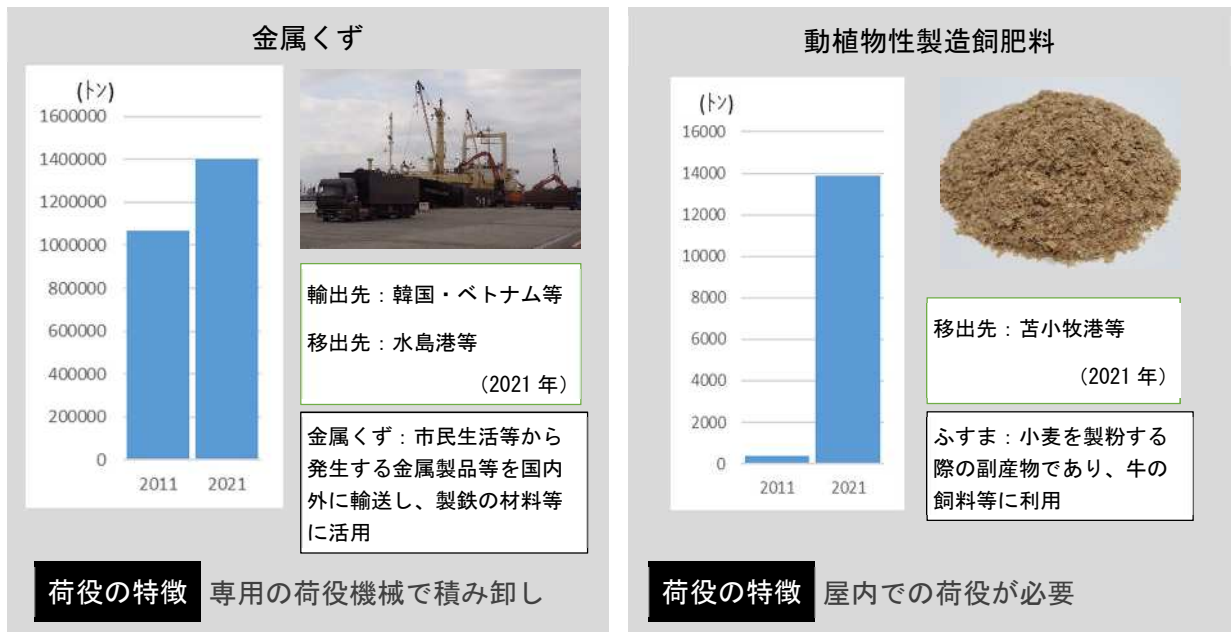 金属くず
(トン)
1600000
1400000
1200000
1000000
800000
600000
400000
200000
0
2011 2021
輸出先：韓国・ベトナム等
移出先：水島港等
（2021 年）
金属くず：市民生活等から
発生する金属製品等を国内
外に輸送し、製鉄の材料等
に活用
荷役の特徴 専用の荷役機械で積み卸し
動植物性製造飼肥料
(トン)
16000
14000
12000
10000
8000
6000
4000
2000
0
2011 2021
移出先：苫小牧港等
（2021 年）
ふすま：小麦を製粉する
際の副産物であり、牛の
飼料等に利用
荷役の特徴 屋内での荷役が必要